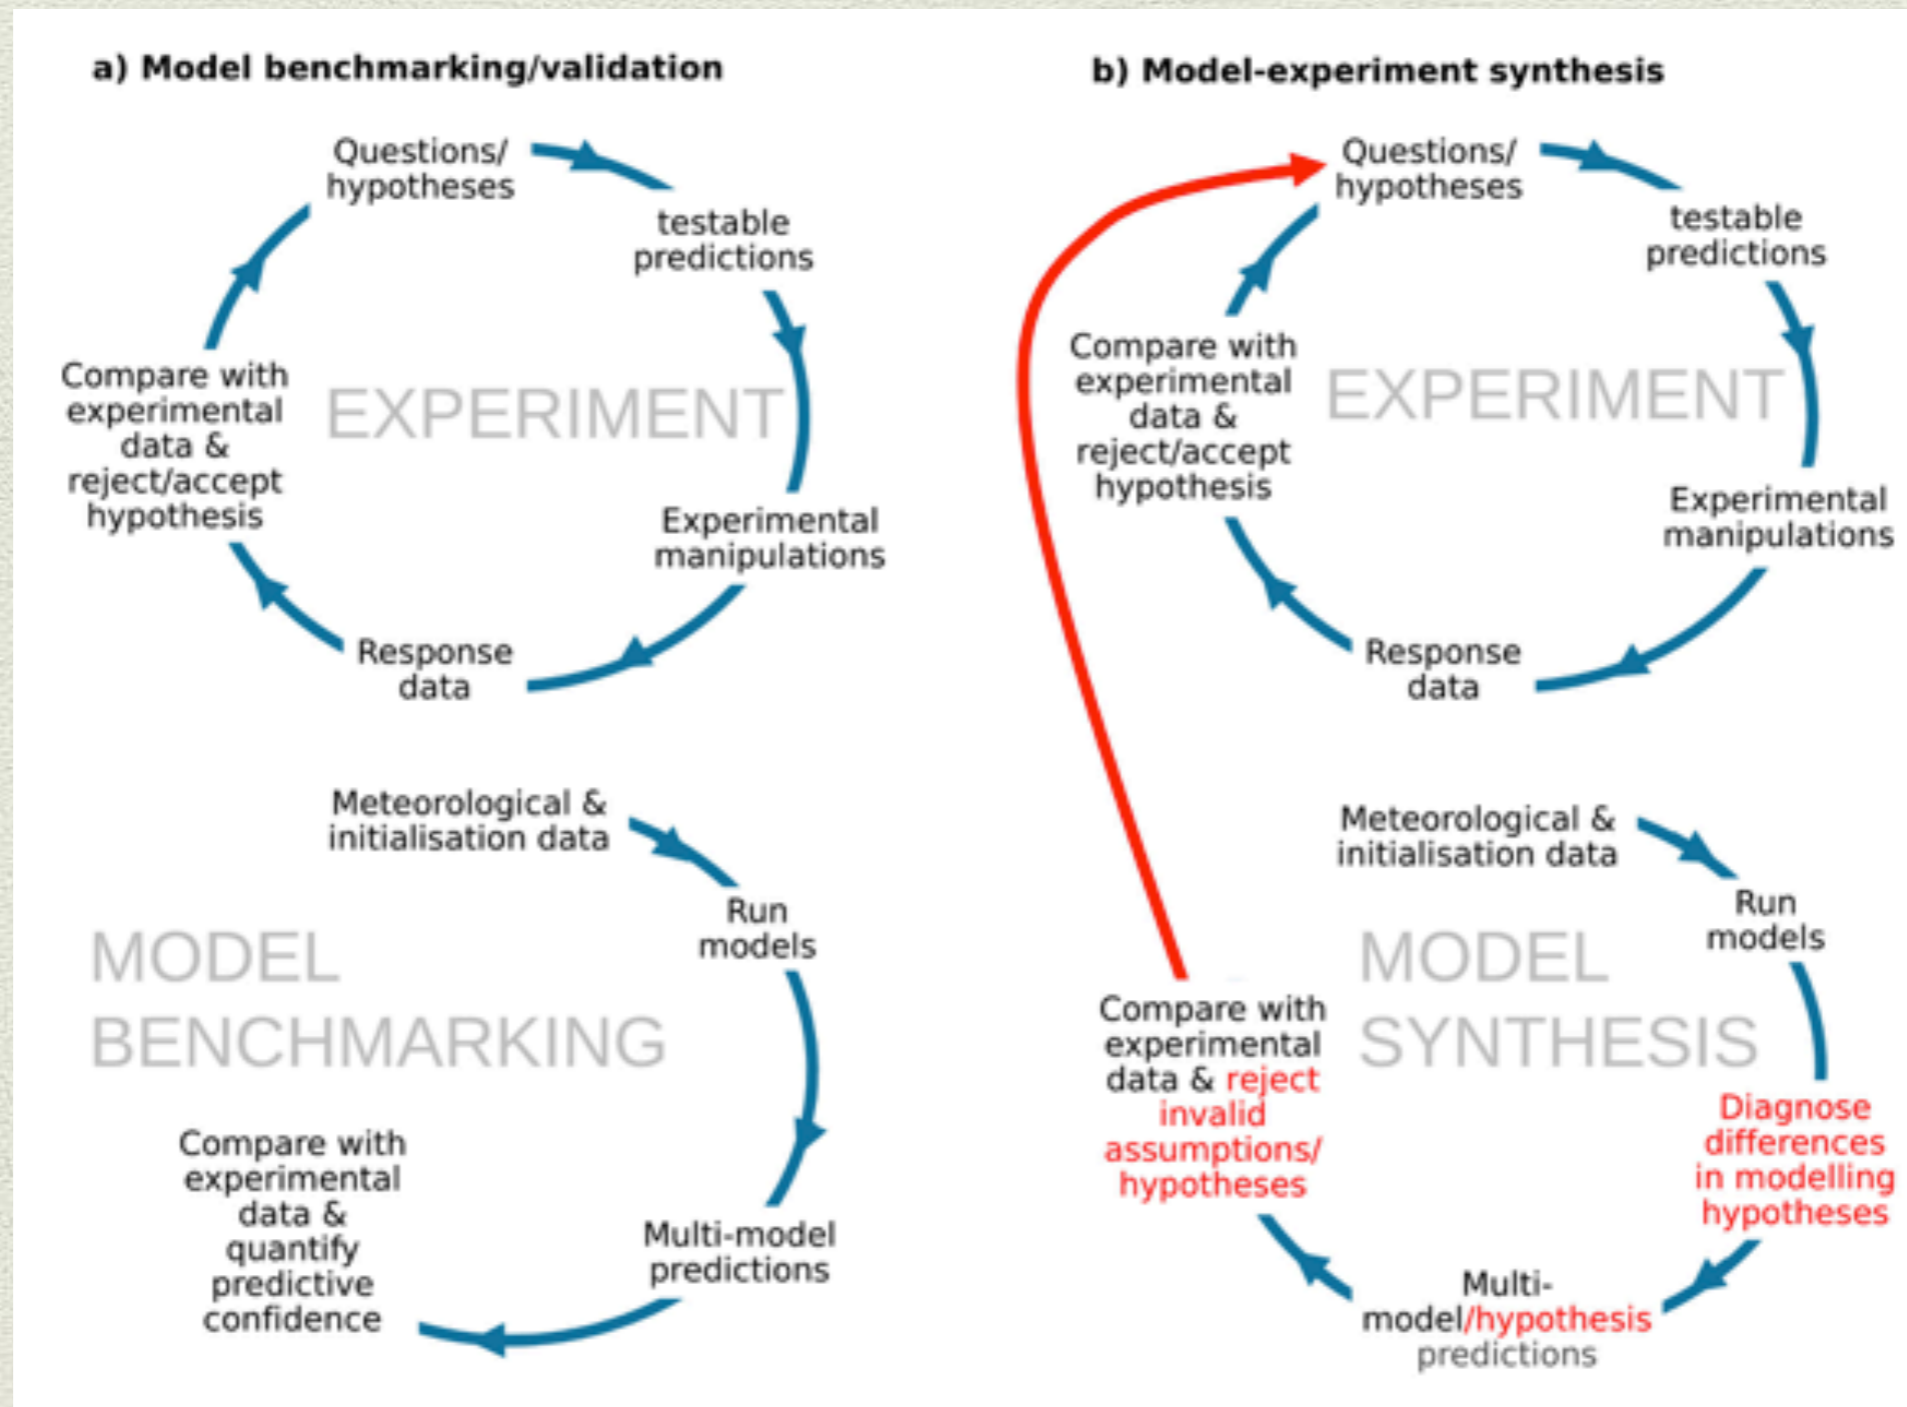 a) Model benchmarking/validation
Questions/
hypotheses
testable
predictions
Experimental
manipulations
Response
data
Compare with
experimental
data &
reject/accept
hypothesis
EXPERIMENT
Meteorological &
initialisation data
Run
models
Multi-model
predictions
Compare with
experimental
data &
quantify
predictive
confidence
MODEL
BENCHMARKING
b) Model-experiment synthesis
Questions/
hypotheses
testable
predictions
Experimental
manipulations
Response
data
Compare with
experimental
data &
reject/accept
hypothesis
EXPERIMENT
Meteorological &
initialisation data
Run
models
Diagnose
differences
in modelling
hypotheses
Multi-
model/hypothesis
predictions
Compare with
experimental
data & reject
invalid
assumptions/
hypotheses
MODEL
SYNTHESIS